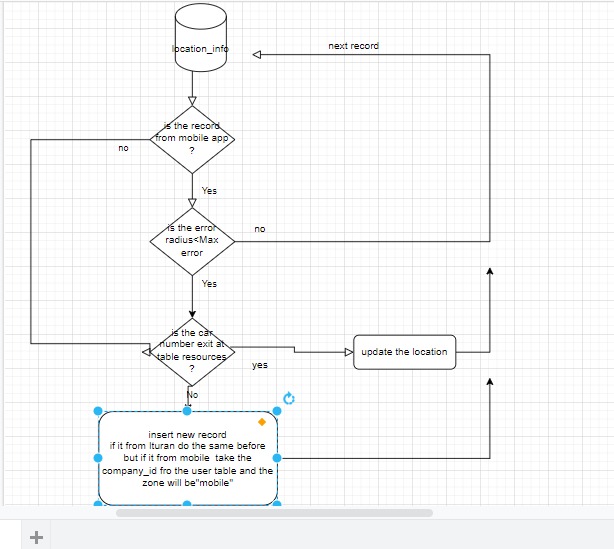 location_info
next record
is the record
from mobile app
?
no
Yes
is the error
radius<Max
error
no
Yes
is the car
number exit at
table resources
?
yes
update the location
No
insert new record
if it from Ituran do the same before
but if it from mobile take the
company_id fro the user table and the
zone will be"mobile"